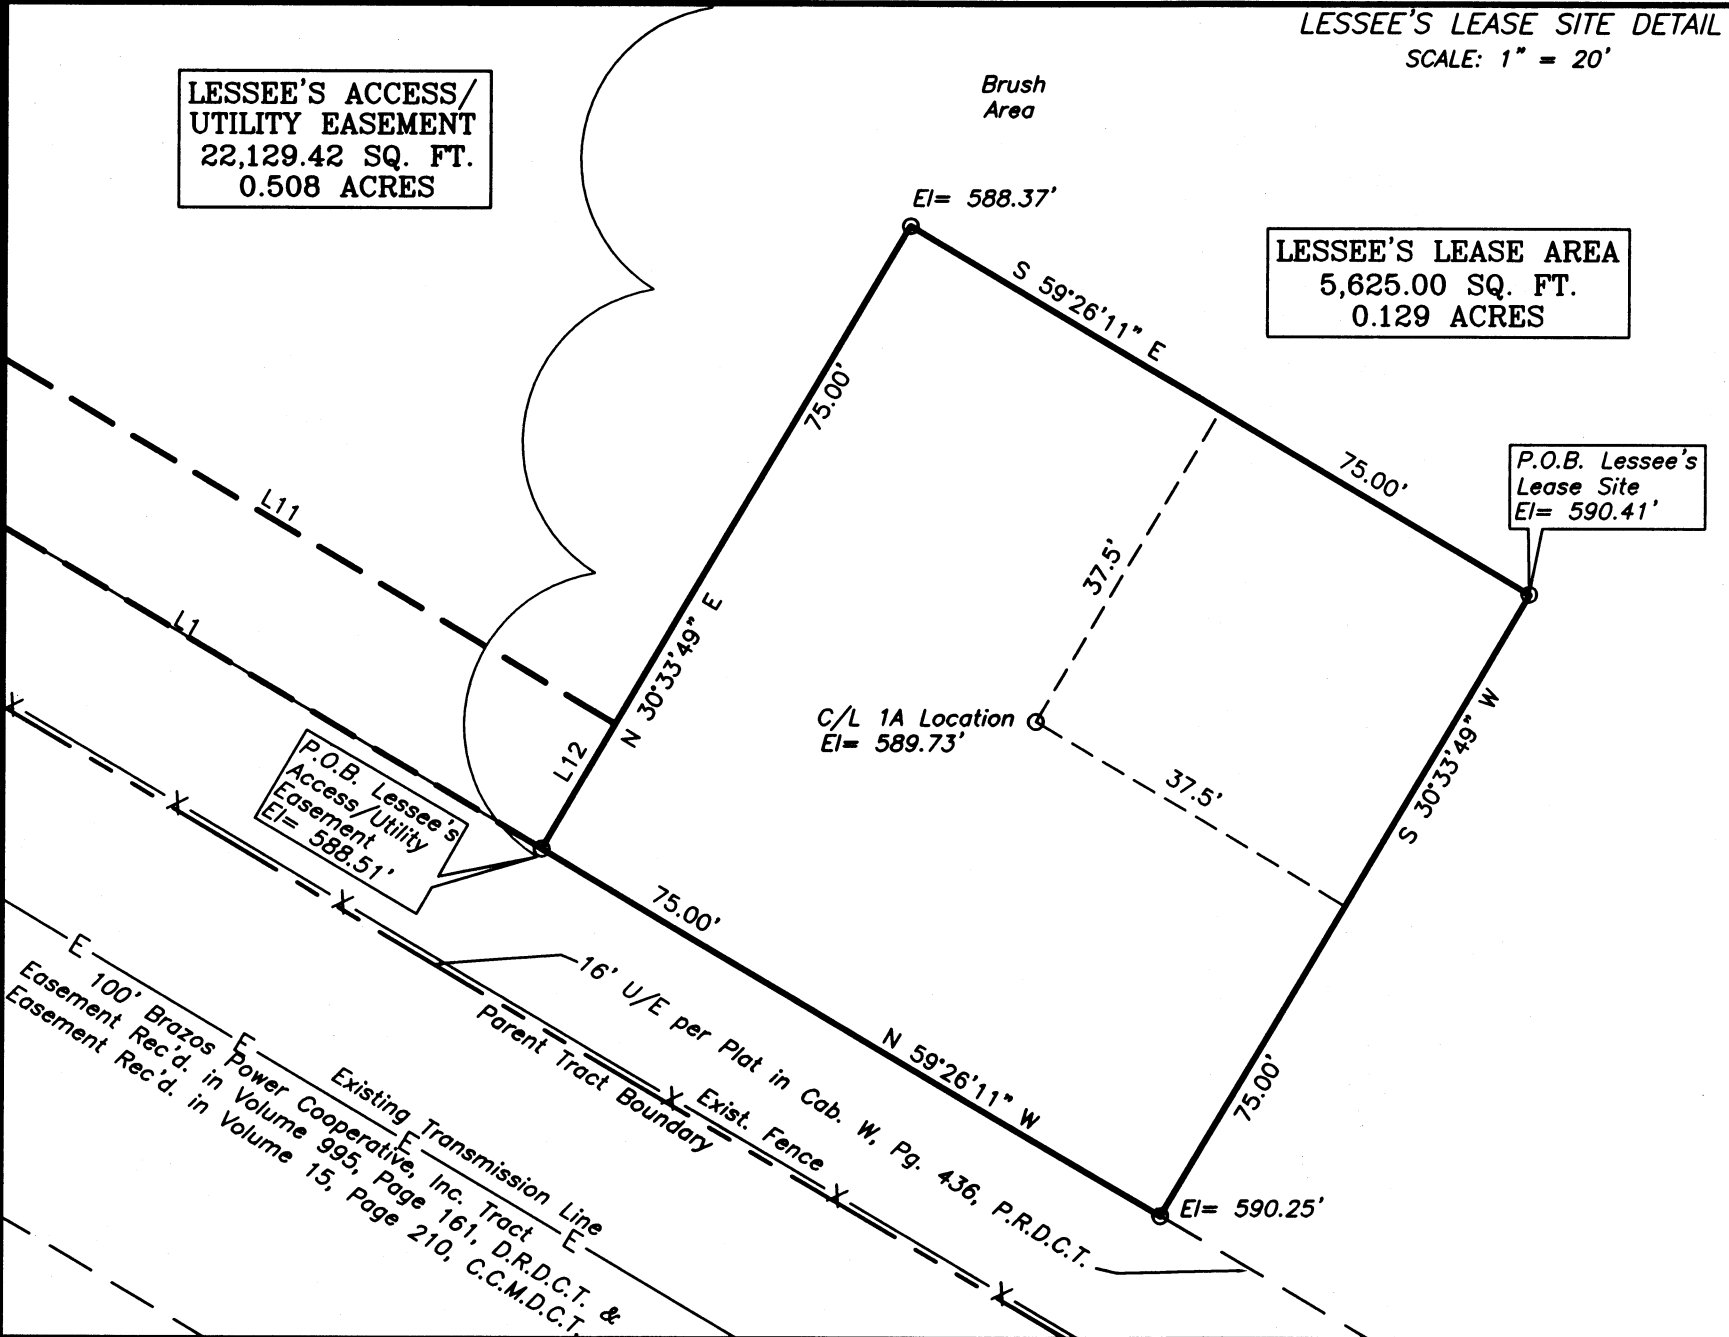 LESSEE'S LEASE SITE DETAIL
SCALE: 1" = 20'
Brush
Area
LESSEE'S ACCESS/
UTILITY EASEMENT
22,129.42 SQ. FT.
0.508 ACRES
El= 588.37'
LESSEE'S LEASE AREA
5,625.00 SQ. FT.
0.129 ACRES
S 59°26'11" E
75.00'
75.00'
P.O.B. Lessee's
Lease Site
El= 590.41'
L11
37.5'
L1
N 30°33'49" E
C/L 1A Location
El= 589.73'
L12
37.5'
S 30°33'49" W
P.O.B. Lessee's
Access/Utility
Easement
El= 588.51'
75.00'
75.00'
N 59°26'11" W
El= 590.25'
16' U/E per Plat in Cab. W, Pg. 436, P.R.D.C.T.
Exist. Fence
Parent Tract Boundary
X
X
X
X
X
X
Existing Transmission Line
E
E
E
E
100' Brazos Power Cooperative, Inc. Tract
Easement Rec'd. in Volume 995, Page 161, D.R.D.C.T. &
Easement Rec'd. in Volume 15, Page 210, C.C.M.D.C.T.